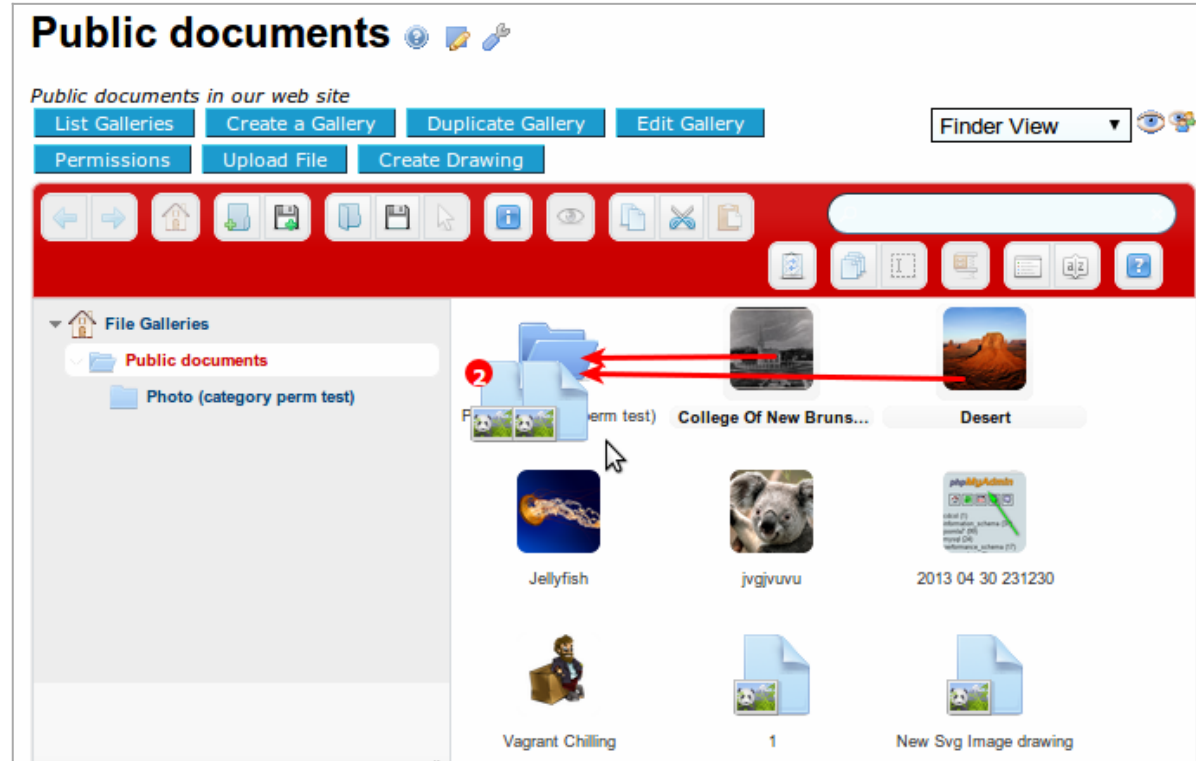 Public documents
Public documents in our web site
List Galleries Create a Gallery Duplicate Gallery Edit Gallery
Finder View
Permissions Upload File Create Drawing
File Galleries
Public documents
Photo (category perm test)
2
erm test)
College Of New Bruns...
Desert
phpMyAdmin
Jellyfish
jvgjvuvu
2013 04 30 231230
Vagrant Chilling
1
New Svg Image drawing